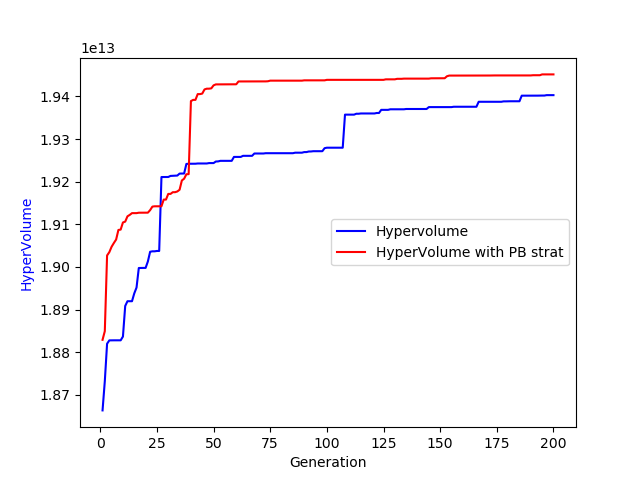 1e13
1.94
1.93
1.92
1.91
1.90
1.89
1.88
1.87
HyperVolume
Hypervolume
HyperVolume with PB strat
0 25 50 75 100 125 150 175 200
Generation